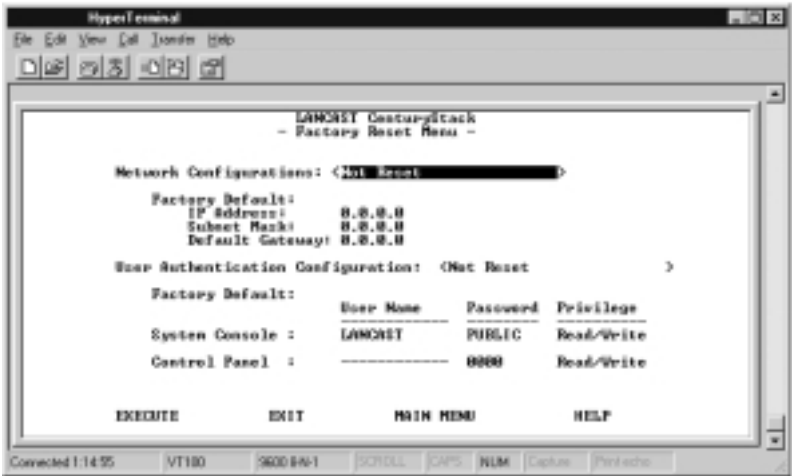 HyperTerminal
File Edit View Call Transfer Help
LANCAST CenturyStack
- Factory Reset Menu -
Network Configurations: <Not Reset >
Factory Default:
IP Address: 0.0.0.0
Subnet Mask: 0.0.0.0
Default Gateway: 0.0.0.0
User Authentication Configuration: <Not Reset >
Factory Default:
User Name Password Privilege
------------- -------- -----------
System Console : LANCAST PUBLIC Read/Write
Control Panel : ------------- 0000 Read/Write
EXECUTE EXIT MAIN MENU HELP
Connected 1:14:55 VT100 9600 8-N-1 SCROLL CAPS NUM Capture Print echo